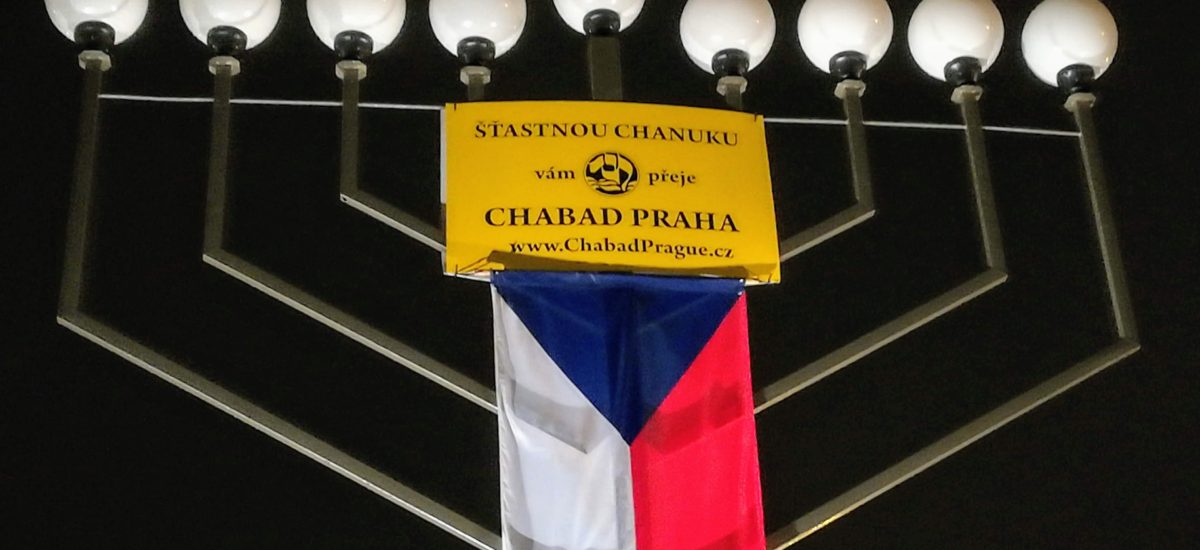 ŠŤASTNOU CHANUKU
vám přeje
CHABAD PRAHA
www.ChabadPrague.cz